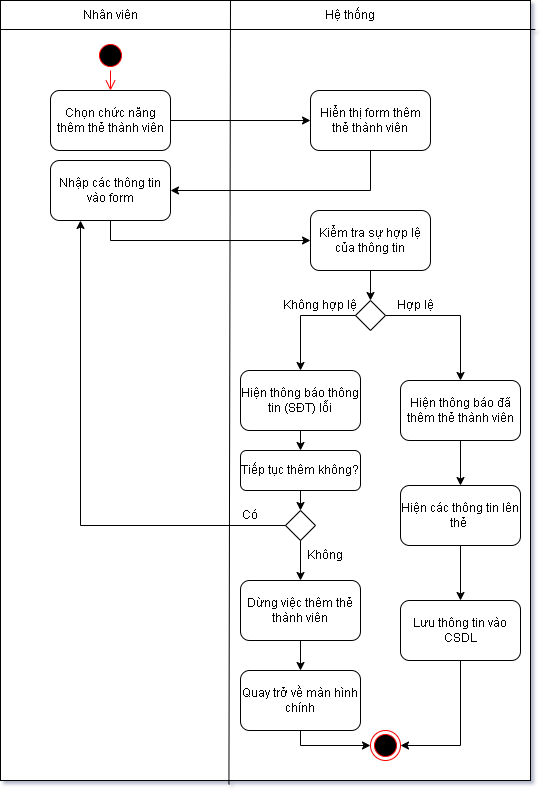 Nhân viên
Hệ thống
Chọn chức năng
thêm thẻ thành viên
Hiển thị form thêm
thẻ thành viên
Nhập các thông tin
vào form
Kiểm tra sự hợp lệ
của thông tin
Không hợp lệ
Hợp lệ
Hiện thông báo thông
tin (SĐT) lỗi
Hiện thông báo đã
thêm thẻ thành viên
Tiếp tục thêm không?
Hiện các thông tin lên
thẻ
Có
Không
Dừng việc thêm thẻ
thành viên
Lưu thông tin vào
CSDL
Quay trở về màn hình
chính